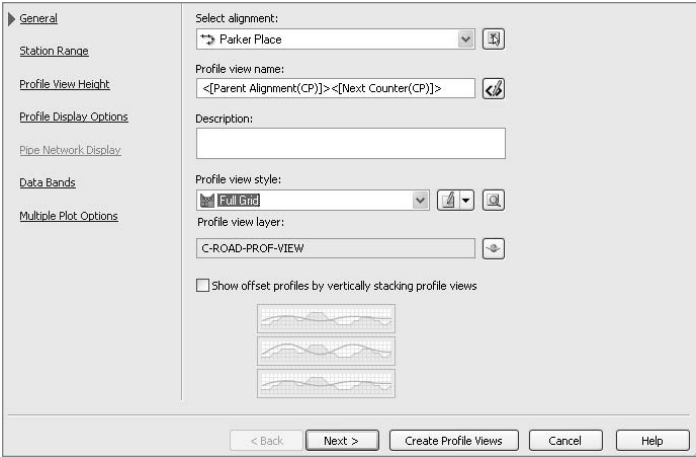 General
Station Range
Profile View Height
Profile Display Options
Pipe Network Display
Data Bands
Multiple Plot Options
Select alignment:
Parker Place
Profile view name:
<[Parent Alignment(CP)]><[Next Counter(CP)]>
Description:
Profile view style:
Full Grid
Profile view layer:
C-ROAD-PROF-VIEW
Show offset profiles by vertically stacking profile views
< Back
Next >
Create Profile Views
Cancel
Help